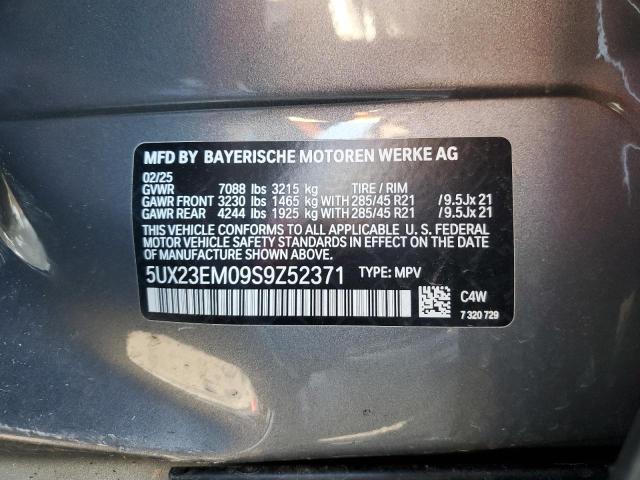 MFD BY BAYERISCHE MOTOREN WERKE AG
02/25
GVWR 7088 lbs 3215 kg TIRE / RIM
GAWR FRONT 3230 lbs 1465 kg WITH 285/45 R21 /9.5Jx21
GAWR REAR 4244 lbs 1925 kg WITH 285/45 R21 /9.5Jx21
THIS VEHICLE CONFORMS TO ALL APPLICABLE U. S. FEDERAL
MOTOR VEHICLE SAFETY STANDARDS IN EFFECT ON THE
DATE OF MANUFACTURE SHOWN ABOVE.
5UX23EM09S9Z52371 TYPE: MPV
C4W
7 320 729